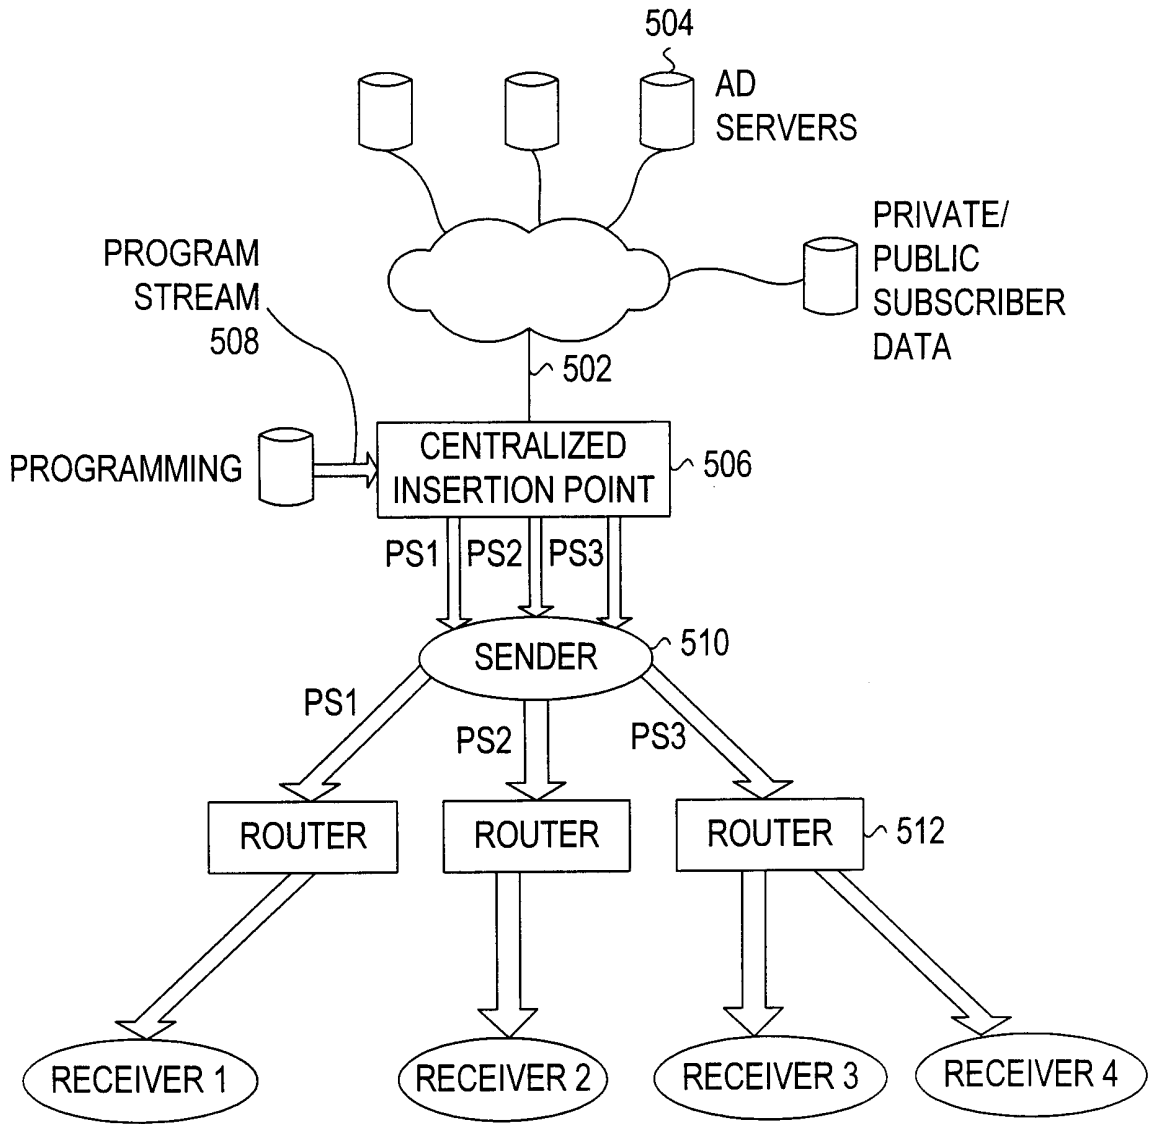 504
AD
SERVERS
PRIVATE/
PUBLIC
SUBSCRIBER
DATA
PROGRAM
STREAM
508
502
PROGRAMMING
CENTRALIZED
INSERTION POINT
506
PS1
PS2
PS3
SENDER
510
PS1
PS2
PS3
ROUTER
ROUTER
ROUTER
512
RECEIVER 1
RECEIVER 2
RECEIVER 3
RECEIVER 4